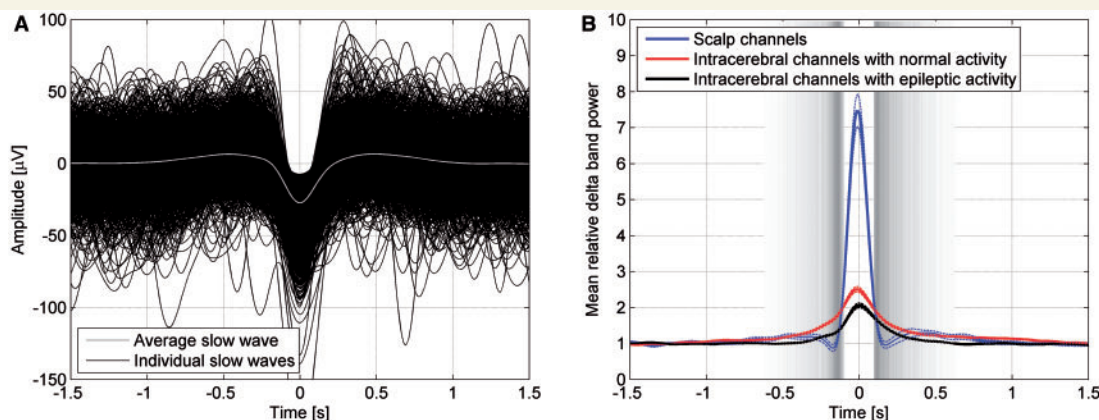 A
100
50
0
-50
-100
-150
Amplitude [µV]
Average slow wave
Individual slow waves
-1.5 -1 -0.5 0 0.5 1 1.5
Time [s]
B
10
9
8
7
6
5
4
3
2
1
0
Mean relative delta band power
Scalp channels
Intracerebral channels with normal activity
Intracerebral channels with epileptic activity
-1.5 -1 -0.5 0 0.5 1 1.5
Time [s]